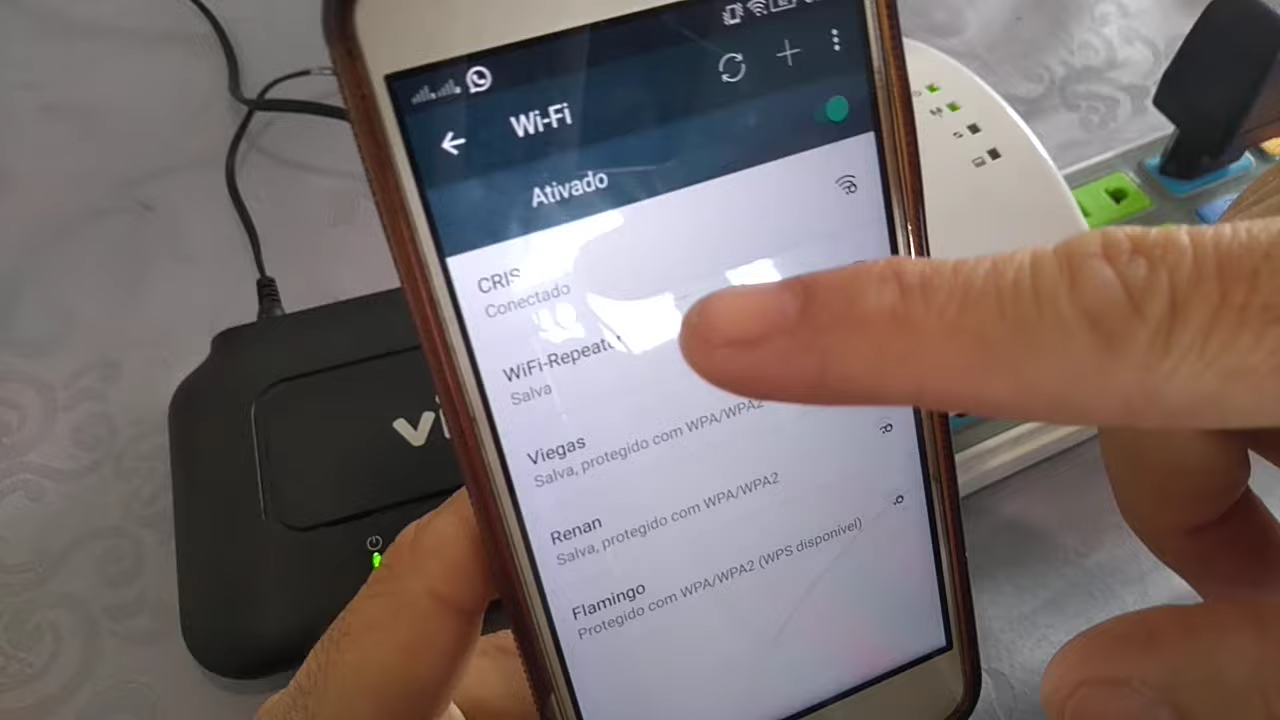 Wi-Fi
Ativado
CRIS
Conectado
WiFi-Repeater
Salva
Viegas
Salva, protegido com WPA/WPA2
Renan
Salva, protegido com WPA/WPA2
Flamingo
Protegido com WPA/WPA2 (WPS disponível)